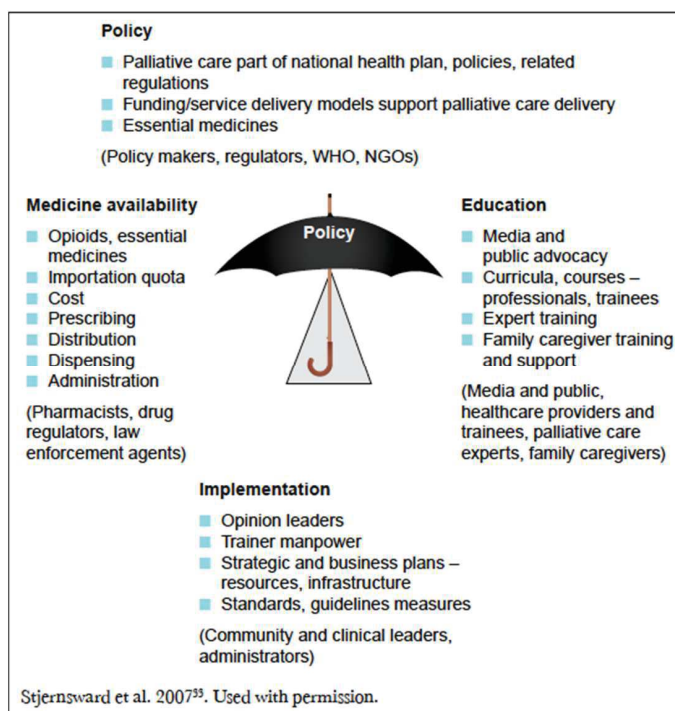 Policy
■ Palliative care part of national health plan, policies, related
regulations
■ Funding/service delivery models support palliative care delivery
■ Essential medicines
(Policy makers, regulators, WHO, NGOs)
Medicine availability
■ Opioids, essential
medicines
■ Importation quota
■ Cost
■ Prescribing
■ Distribution
■ Dispensing
■ Administration
(Pharmacists, drug
regulators, law
enforcement agents)
Policy
Education
■ Media and
public advocacy
■ Curricula, courses –
professionals, trainees
■ Expert training
■ Family caregiver training
and support
(Media and public,
healthcare providers and
trainees, palliative care
experts, family caregivers)
Implementation
■ Opinion leaders
■ Trainer manpower
■ Strategic and business plans –
resources, infrastructure
■ Standards, guidelines measures
(Community and clinical leaders,
administrators)
Stjernsward et al. 2007³³. Used with permission.